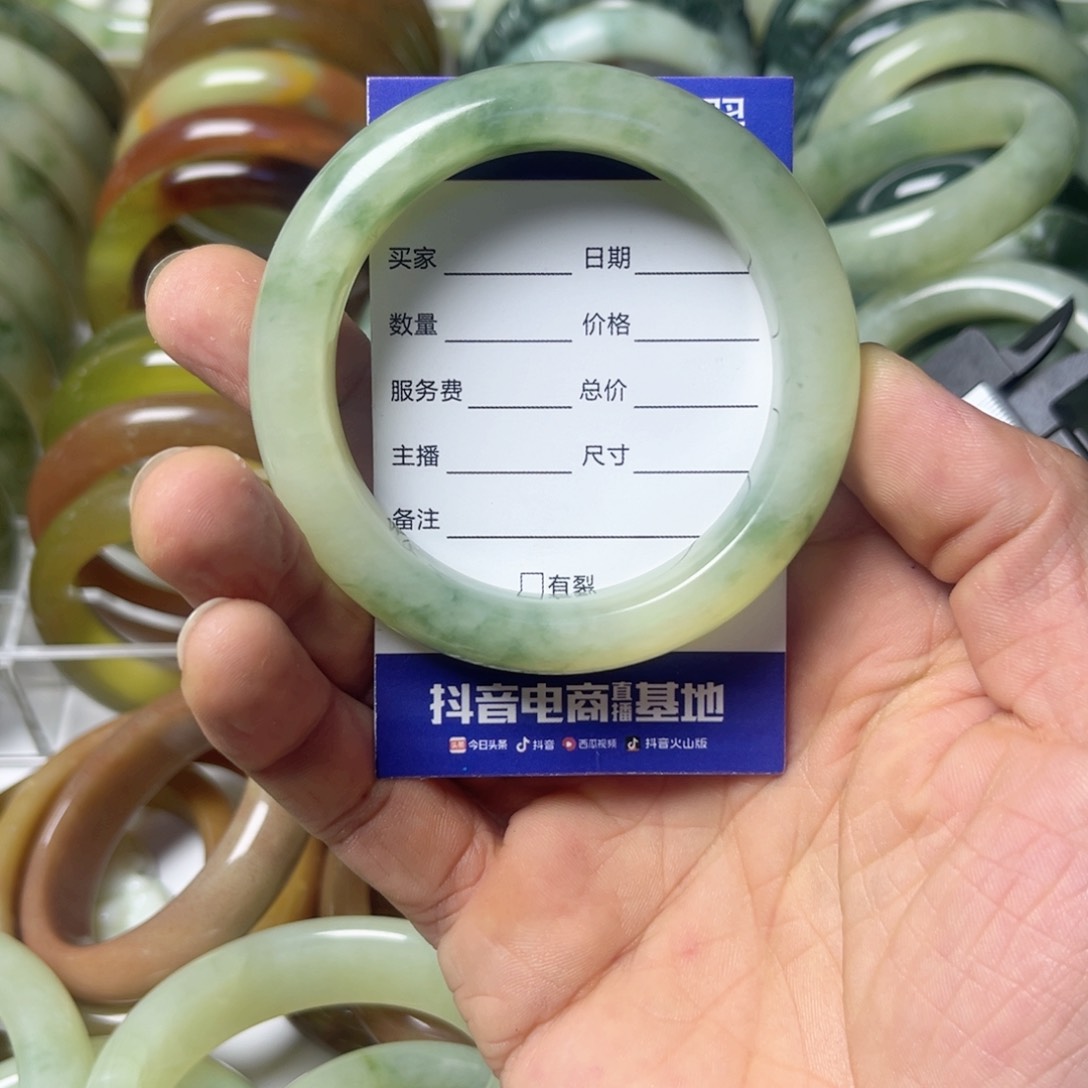 买家 日期
数量 价格
服务费 总价
主播 尺寸
备注
有裂
抖音电商直播基地
今日头条 抖音 西瓜视频 抖音火山版